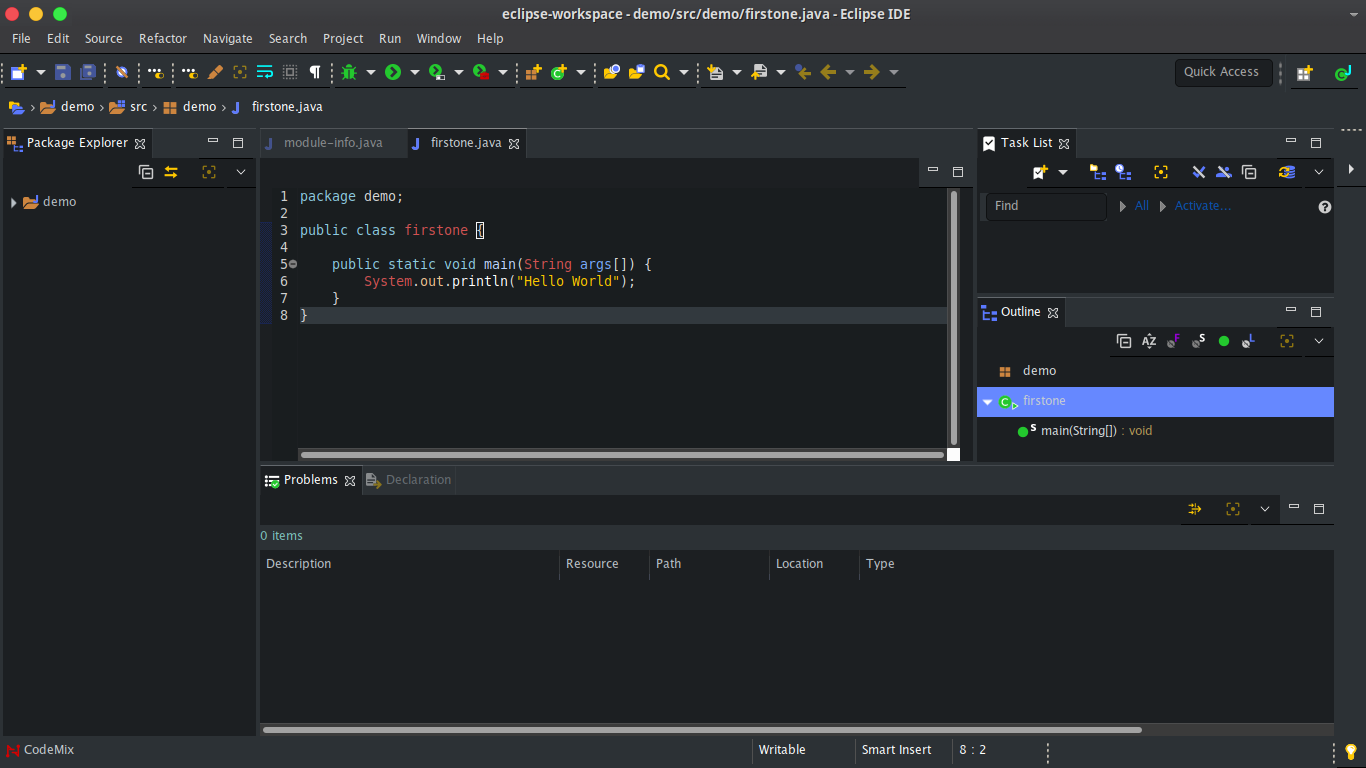 eclipse-workspace - demo/src/demo/firstone.java - Eclipse IDE
File Edit Source Refactor Navigate Search Project Run Window Help
Quick Access
demo src demo firstone.java
Package Explorer
demo
module-info.java firstone.java
1 package demo;
2
3 public class firstone {
4
5 public static void main(String args[]) {
6 System.out.println("Hello World");
7 }
8 }
Task List
Find All Activate...
Outline
demo
firstone
main(String[]) : void
Problems Declaration
0 items
Description Resource Path Location Type
CodeMix Writable Smart Insert 8 : 2